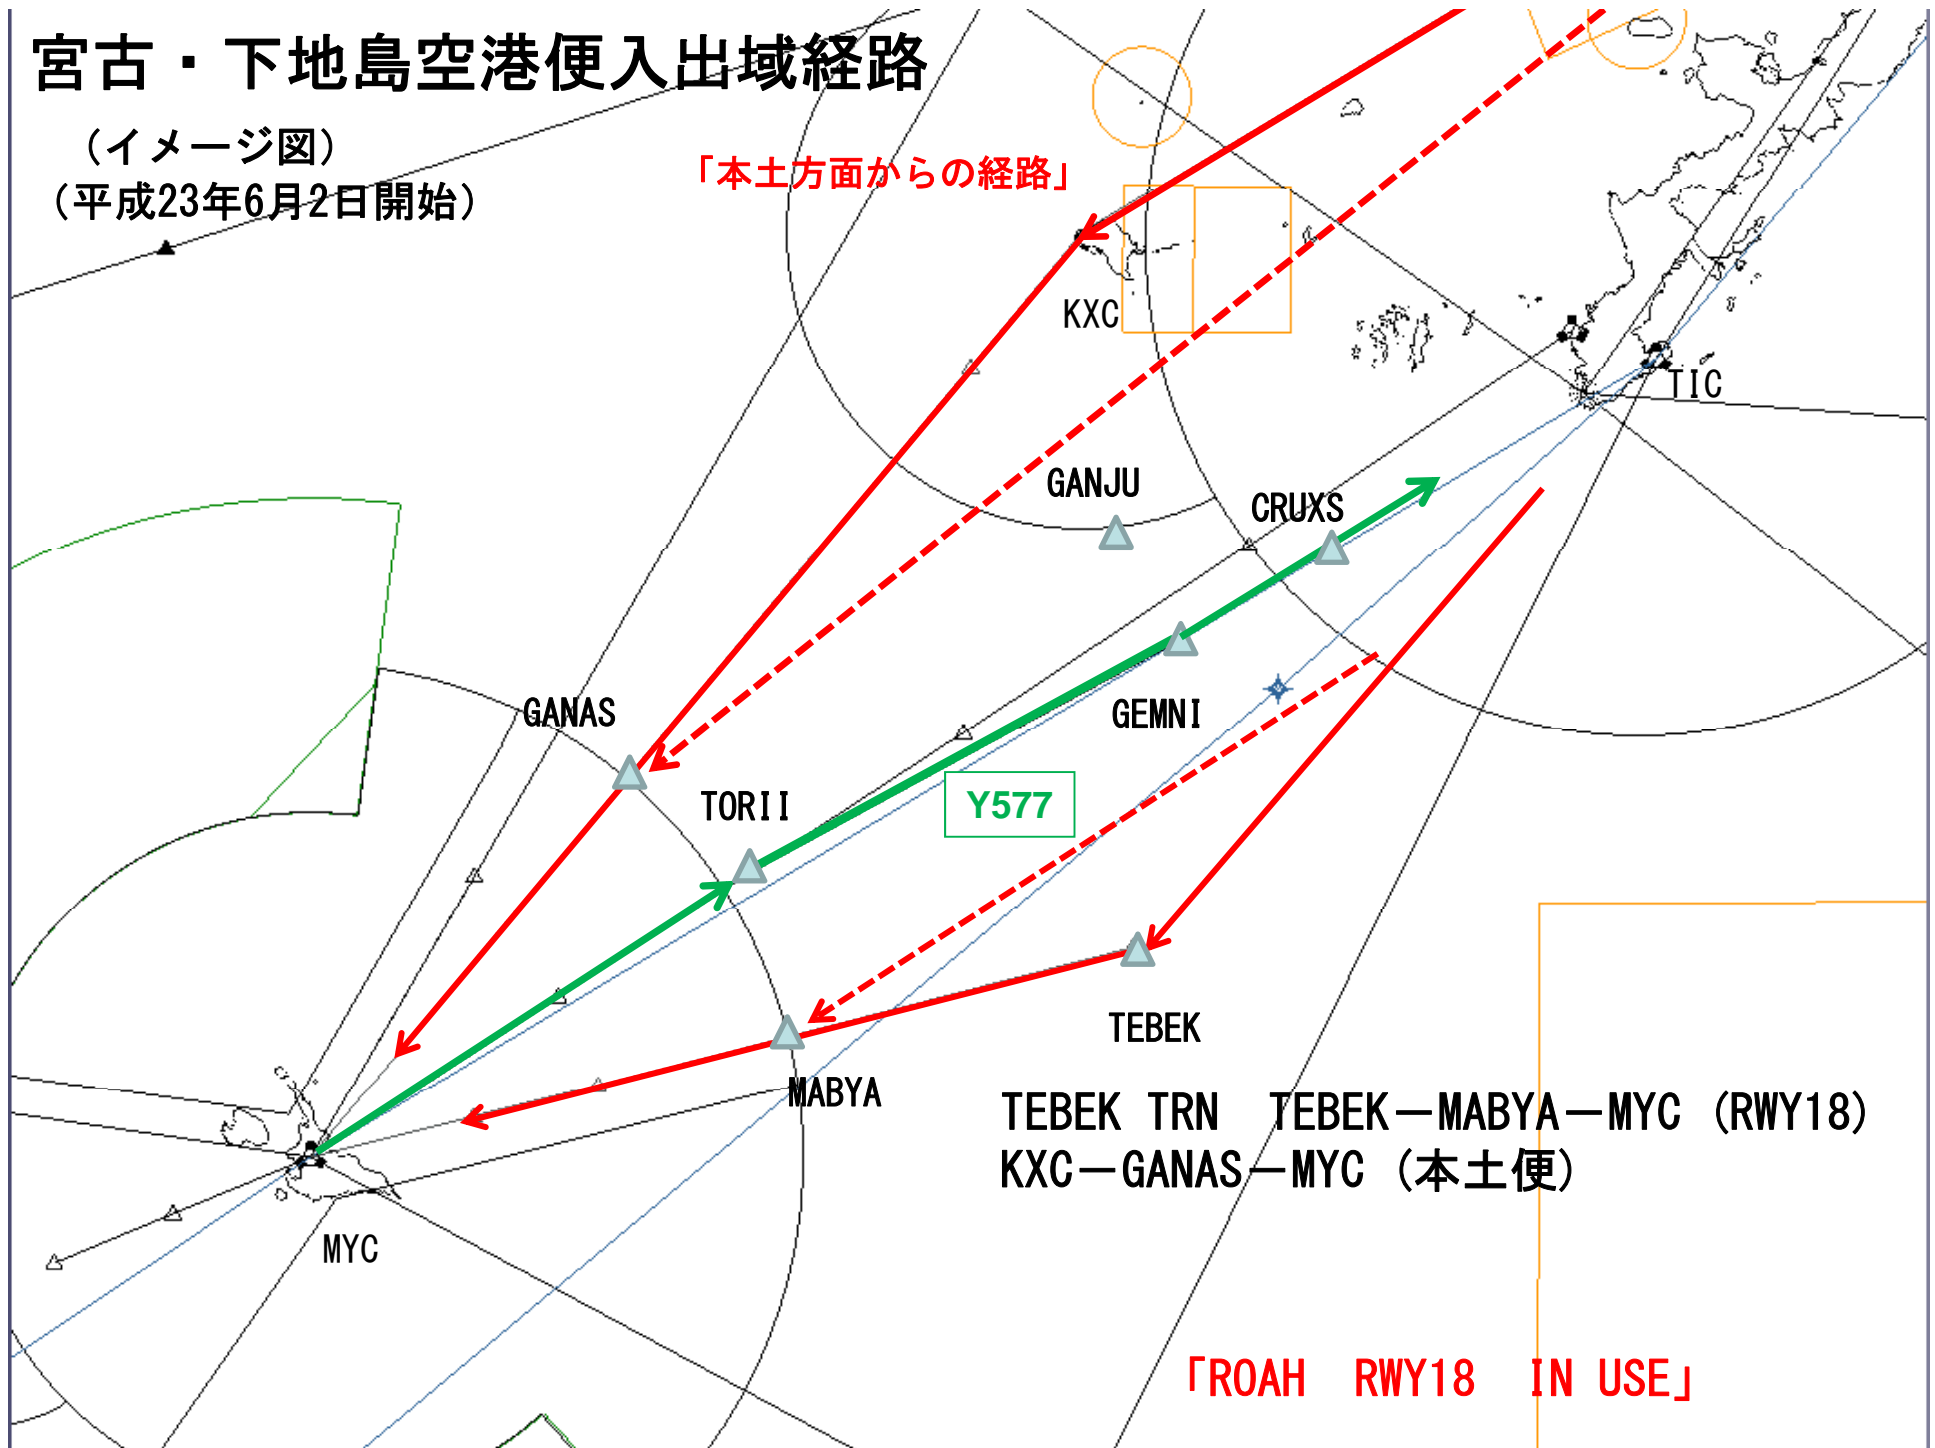 宮古・下地島空港便入出域経路
（イメージ図）
（平成23年6月2日開始）
「本土方面からの経路」
KXC
TIC
GANJU
CRUXS
GANAS
GEMNI
TORII
Y577
TEBEK
MABYA
TEBEK TRN　TEBEK－MABYA－MYC（RWY18）
KXC－GANAS－MYC（本土便）
MYC
「ROAH　RWY18　IN USE」